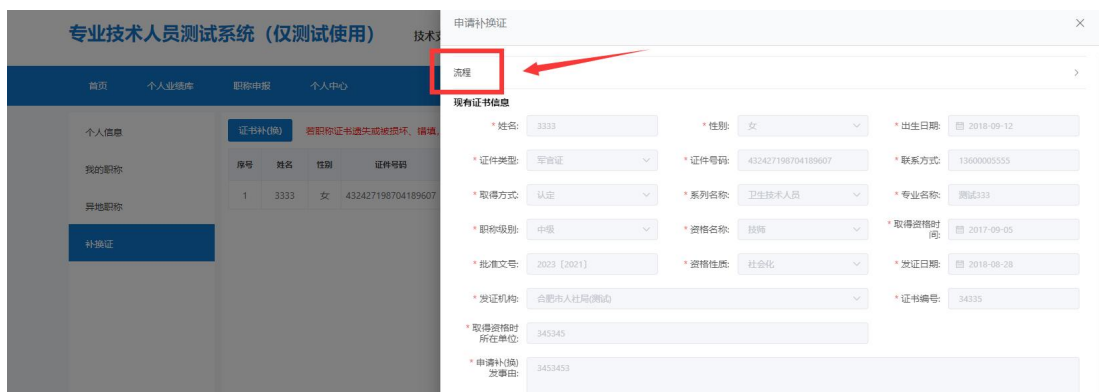 专业技术人员测试系统（仅测试使用）
技术支
首页 个人业绩库 职称申报 个人中心
个人信息
我的职称
异地职称
补换证
证书补(换) 若职称证书遗失或被损坏、错填,
序号 姓名 性别 证件号码
1 3333 女 432427198704189607
申请补换证
流程
现有证书信息
* 姓名: 3333 * 性别: 女 * 出生日期: 2018-09-12
* 证件类型: 军官证 * 证件号码: 432427198704189607 * 联系方式: 13600005555
* 取得方式: 认定 * 系列名称: 卫生技术人员 * 专业名称: 测试333
* 职称级别: 中级 * 资格名称: 技师 * 取得资格时
间: 2017-09-05
* 批准文号: 2023 [2021] * 资格性质: 社会化 * 发证日期: 2018-08-28
* 发证机构: 合肥市人社局(测试) * 证书编号: 34335
* 取得资格时
所在单位: 345345
* 申请补(换)
发事由: 3453453